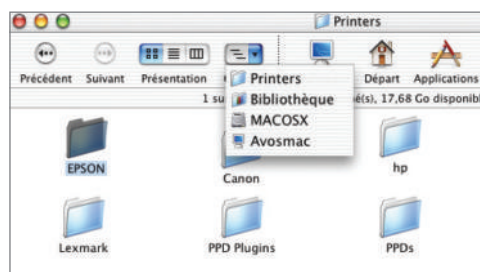 Printers
Précédent Suivant Présentation Départ Applications
Printers
Bibliothèque
MACOSX
Avosmac
1 su é(s), 17,68 Go disponibl
EPSON Canon hp
Lexmark PPD Plugins PPDs